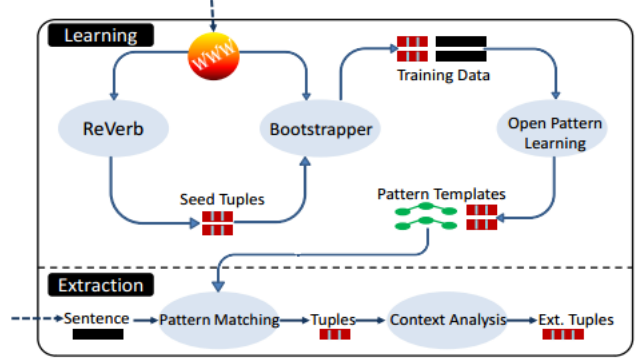 Learning
WWW
Training Data
ReVerb
Bootstrapper
Open Pattern
Learning
Seed Tuples
Pattern Templates
Extraction
Sentence
Pattern Matching
Tuples
Context Analysis
Ext. Tuples